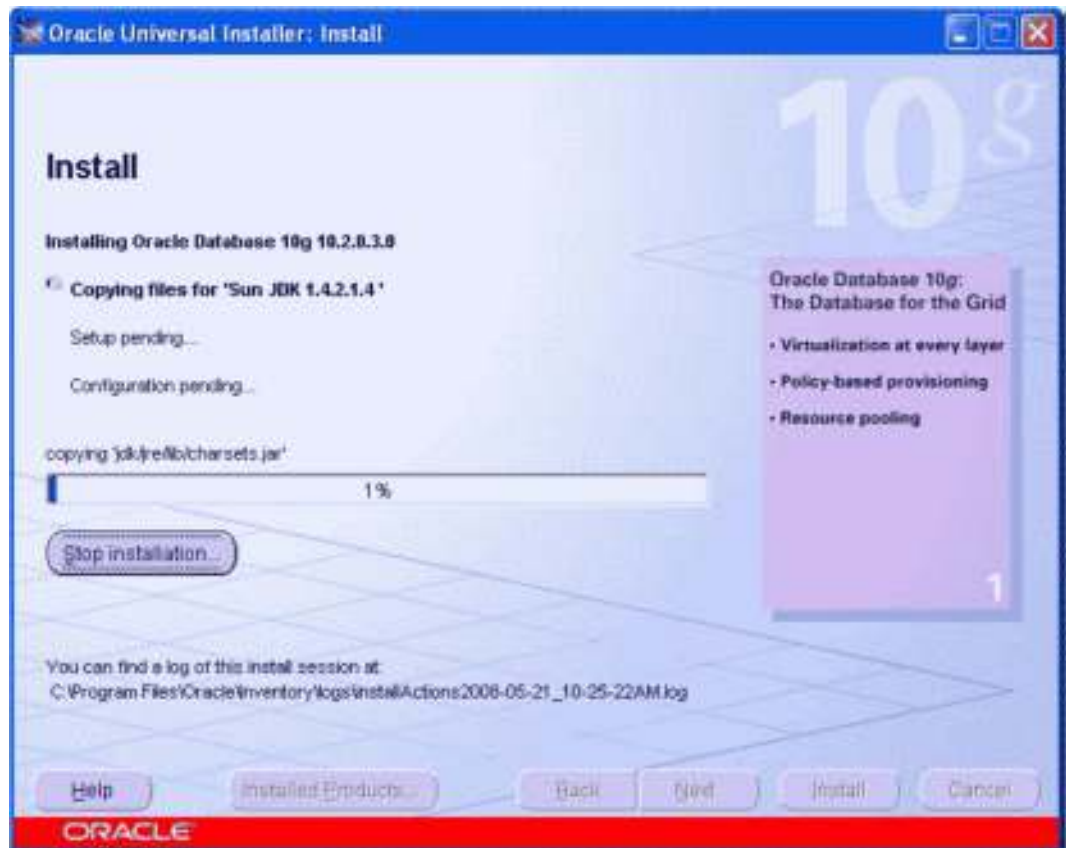 Oracle Universal Installer: Install
10g
Install
Installing Oracle Database 10g 10.2.0.3.0
Copying files for 'Sun JDK 1.4.2.1.4 '
Setup pending...
Configuration pending...
copying 'jdk/jre/lib/charsets.jar'
1%
Stop installation...
Oracle Database 10g:
The Database for the Grid
• Virtualization at every layer
• Policy-based provisioning
• Resource pooling
1
You can find a log of this install session at:
C:\Program Files\Oracle\Inventory\logs\installActions2008-05-21_10-25-22AM.log
Help
Installed Products...
Back
Next
Install
Cancel
ORACLE